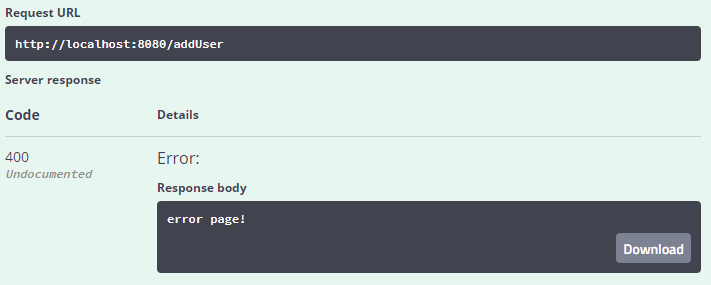 Request URL
http://localhost:8080/addUser
Server response
Code Details
400 Error:
Undocumented
Response body
error page!
Download